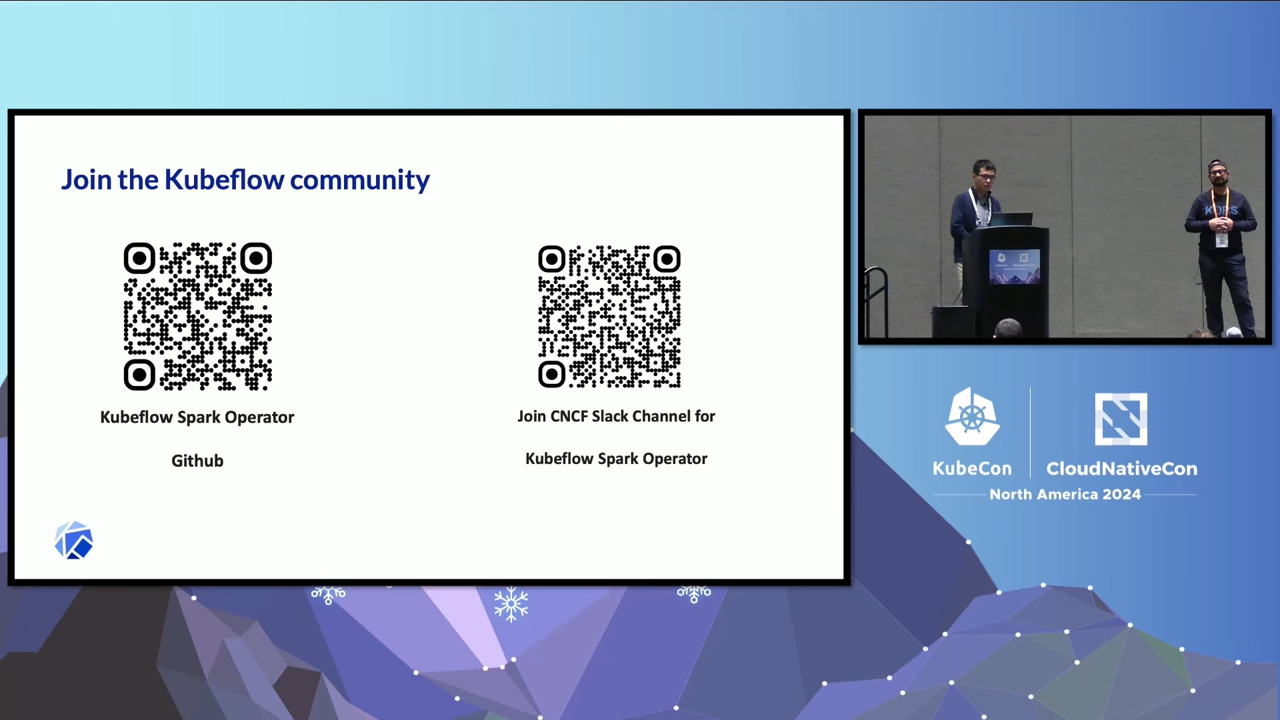 Join the Kubeflow community
Kubeflow Spark Operator
Github
Join CNCF Slack Channel for
Kubeflow Spark Operator
KubeCon
CloudNativeCon
North America 2024